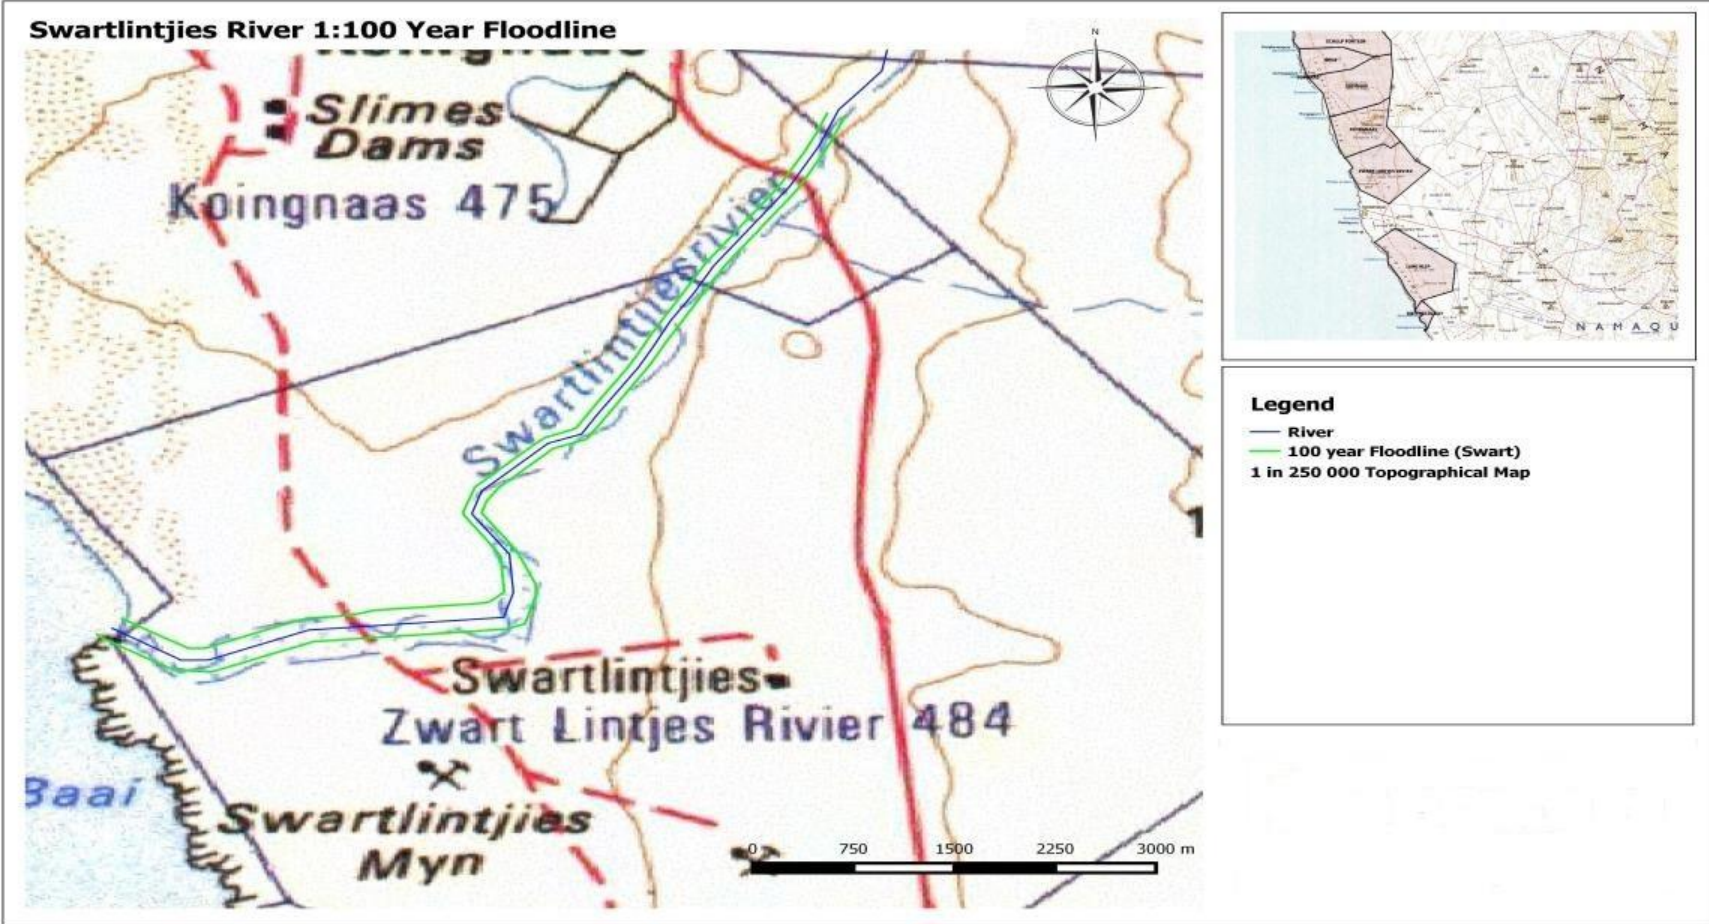 Swartlintjies River 1:100 Year Floodline
Koingnaas
Slimes
Dams
Koingnaas 475
Swartlintjiesrivier
N
Swartlintjies
Zwart Lintjes Rivier 484
Baai
Swartlintjies
Myn
0 750 1500 2250 3000 m
NAMAQU
Legend
River
100 year Floodline (Swart)
1 in 250 000 Topographical Map